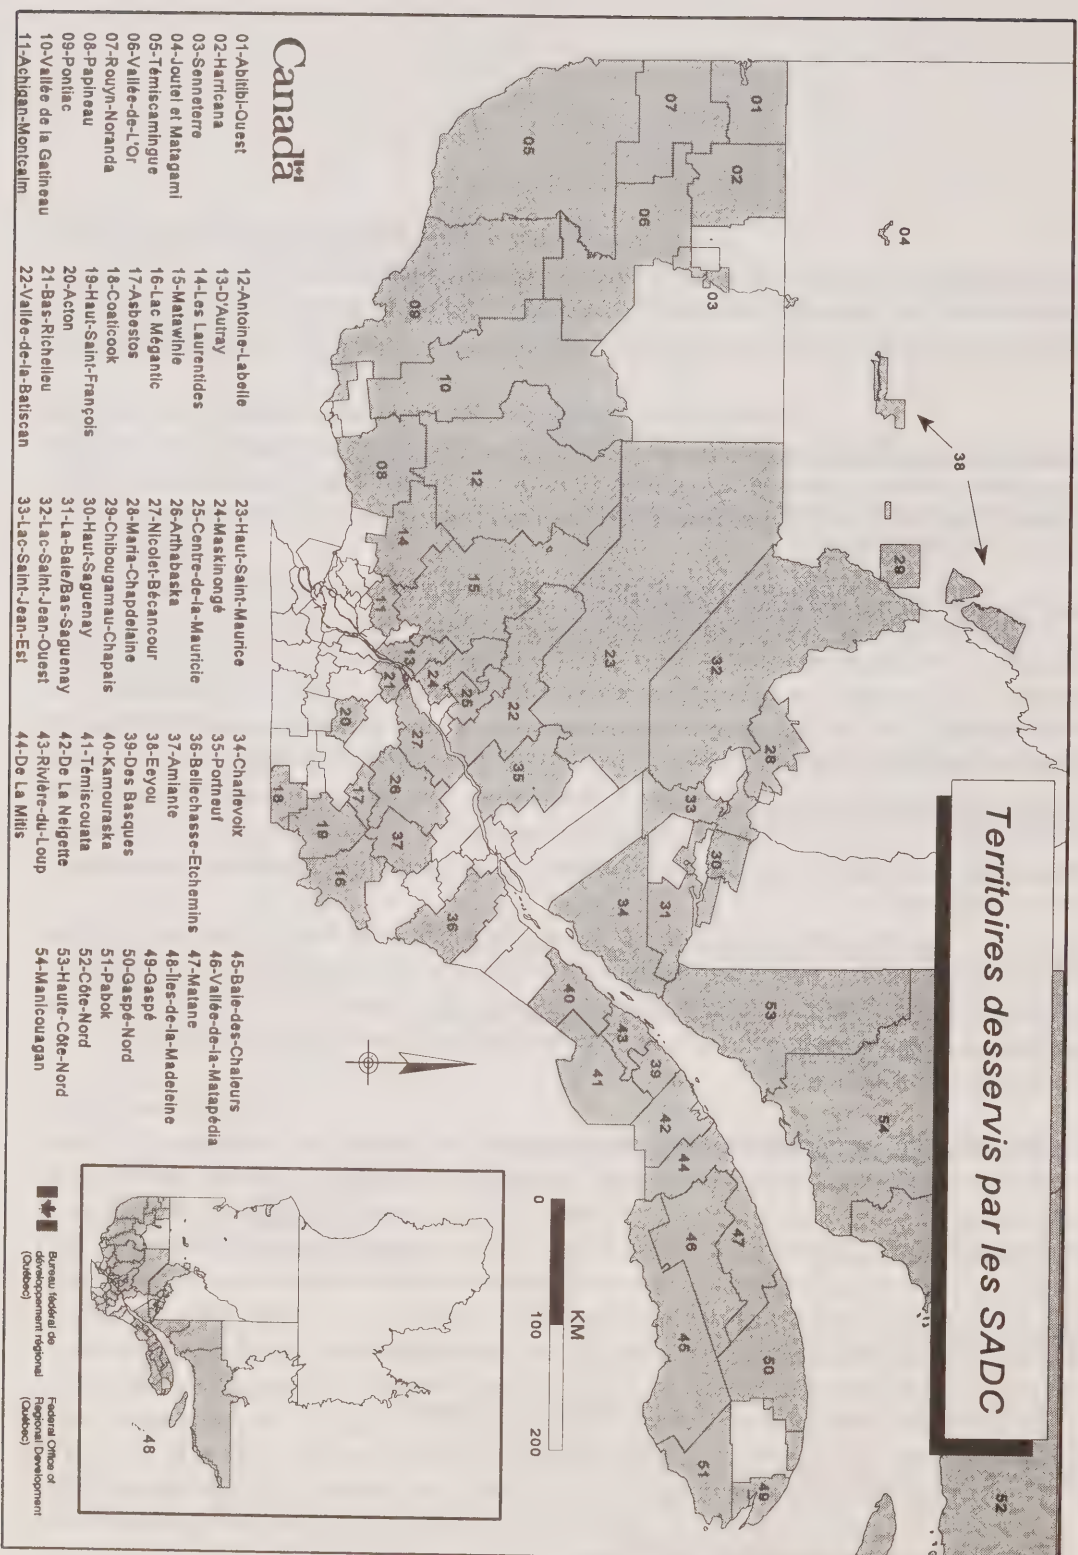 Territoires desservis par les SADC
38
04
29
01
02
03
07
06
05
09
10
12
08
14
15
11
13
24
25
22
23
32
28
33
30
31
34
35
21
27
20
26
17
37
18
19
16
36
53
54
52
40
43
39
41
42
44
47
46
45
50
51
49
KM
0
100
200
48
Canada
01-Abitibi-Ouest
02-Harricana
03-Senneterre
04-Joutel et Matagami
05-Témiscamingue
06-Vallée-de-L'Or
07-Rouyn-Noranda
08-Papineau
09-Pontiac
10-Vallée de la Gatineau
11-Achigan-Montcalm
12-Antoine-Labelle
13-D'Autray
14-Les Laurentides
15-Matawinie
16-Lac Mégantic
17-Asbestos
18-Coaticook
19-Haut-Saint-François
20-Acton
21-Bas-Richelieu
22-Vallée-de-la-Batiscan
23-Haut-Saint-Maurice
24-Maskinongé
25-Centre-de-la-Mauricie
26-Arthabaska
27-Nicolet-Bécancour
28-Maria-Chapdelaine
29-Chibougamau-Chapais
30-Haut-Saguenay
31-La-Baie/Bas-Saguenay
32-Lac-Saint-Jean-Ouest
33-Lac-Saint-Jean-Est
34-Charlevoix
35-Portneuf
36-Bellechasse-Etchemins
37-Amiante
38-Eeyou
39-Des Basques
40-Kamouraska
41-Témiscouata
42-De La Neigette
43-Rivière-du-Loup
44-De La Mitis
45-Baie-des-Chaleurs
46-Vallée-de-la-Matapédia
47-Matane
48-Îles-de-la-Madeleine
49-Gaspé
50-Gaspé-Nord
51-Pabok
52-Côte-Nord
53-Haute-Côte-Nord
54-Manicouagan
Bureau fédéral de
développement régional
(Québec)
Federal Office of
Regional Development
(Québec)